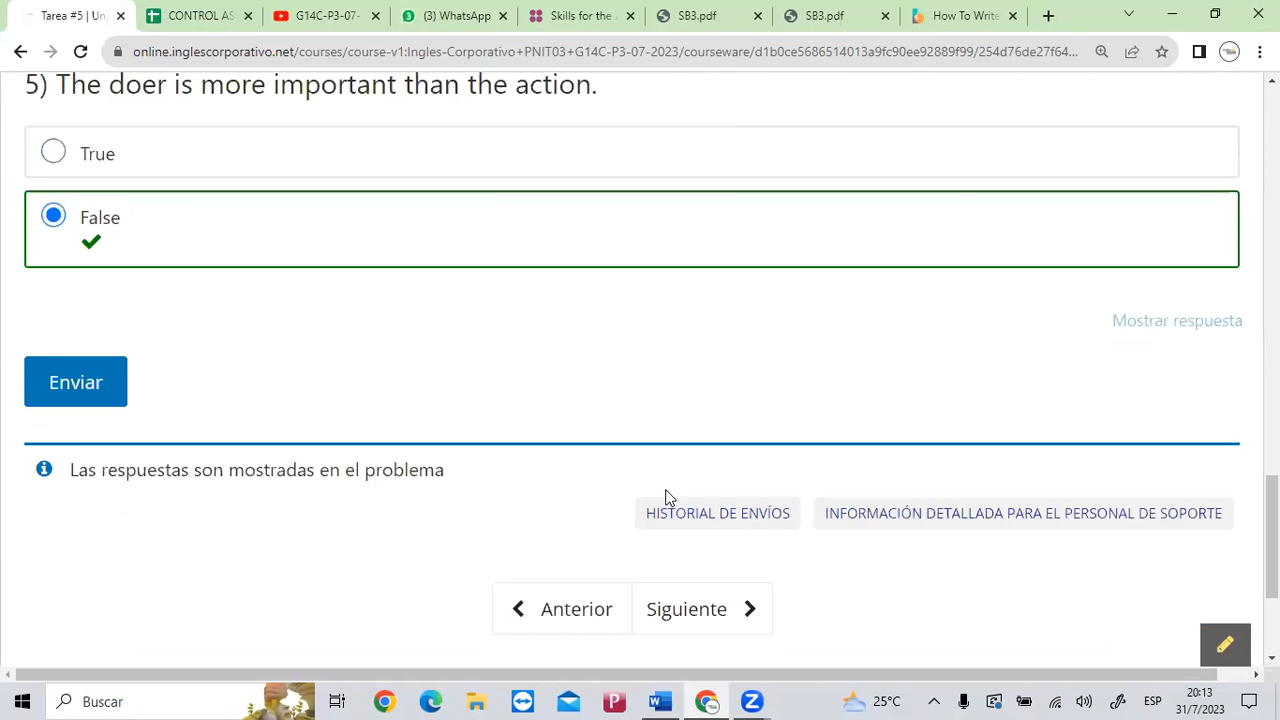 Tarea #5 | Un
CONTROL AS
G14C-P3-07-
(3) WhatsApp
Skills for the
SB3.pdf
SB3.pdf
How To Write
online.inglescorporativo.net/courses/course-v1:Ingles-Corporativo+PNIT03+G14C-P3-07-2023/courseware/d1b0ce5686514013a9fc90ee92889f99/254d76de27f64...
5) The doer is more important than the action.
True
False
Mostrar respuesta
Enviar
Las respuestas son mostradas en el problema
HISTORIAL DE ENVÍOS
INFORMACIÓN DETALLADA PARA EL PERSONAL DE SOPORTE
Anterior
Siguiente
Buscar
25°C
ESP
20:13
31/7/2023